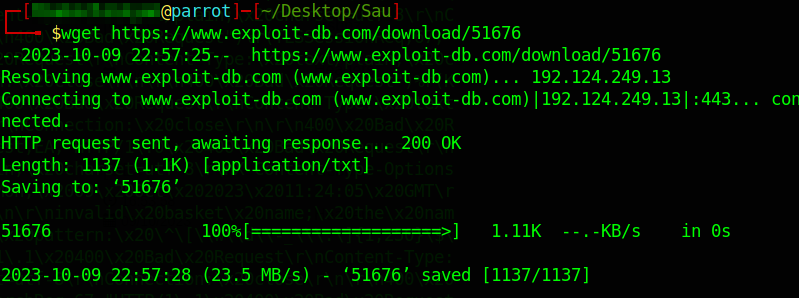 @parrot]─[~/Desktop/Sau]
$wget https://www.exploit-db.com/download/51676
--2023-10-09 22:57:25--  https://www.exploit-db.com/download/51676
Resolving www.exploit-db.com (www.exploit-db.com)... 192.124.249.13
Connecting to www.exploit-db.com (www.exploit-db.com)|192.124.249.13|:443... con
nected.
HTTP request sent, awaiting response... 200 OK
Length: 1137 (1.1K) [application/txt]
Saving to: ‘51676’
51676               100%[===================>]   1.11K  --.-KB/s    in 0s
2023-10-09 22:57:28 (23.5 MB/s) - ‘51676’ saved [1137/1137]